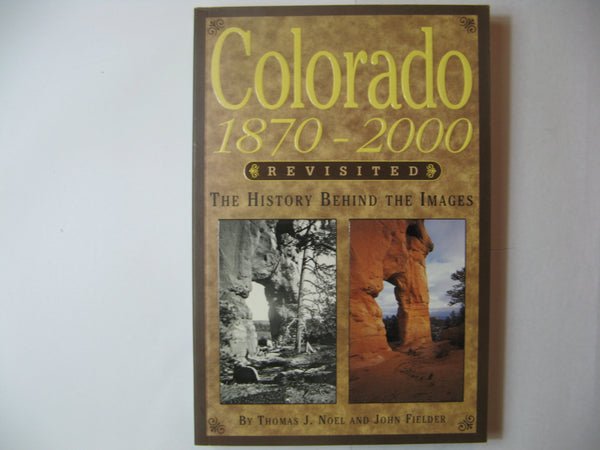 Colorado
1870 - 2000
REVISITED
THE HISTORY BEHIND THE IMAGES
BY THOMAS J. NOEL AND JOHN FIELDER